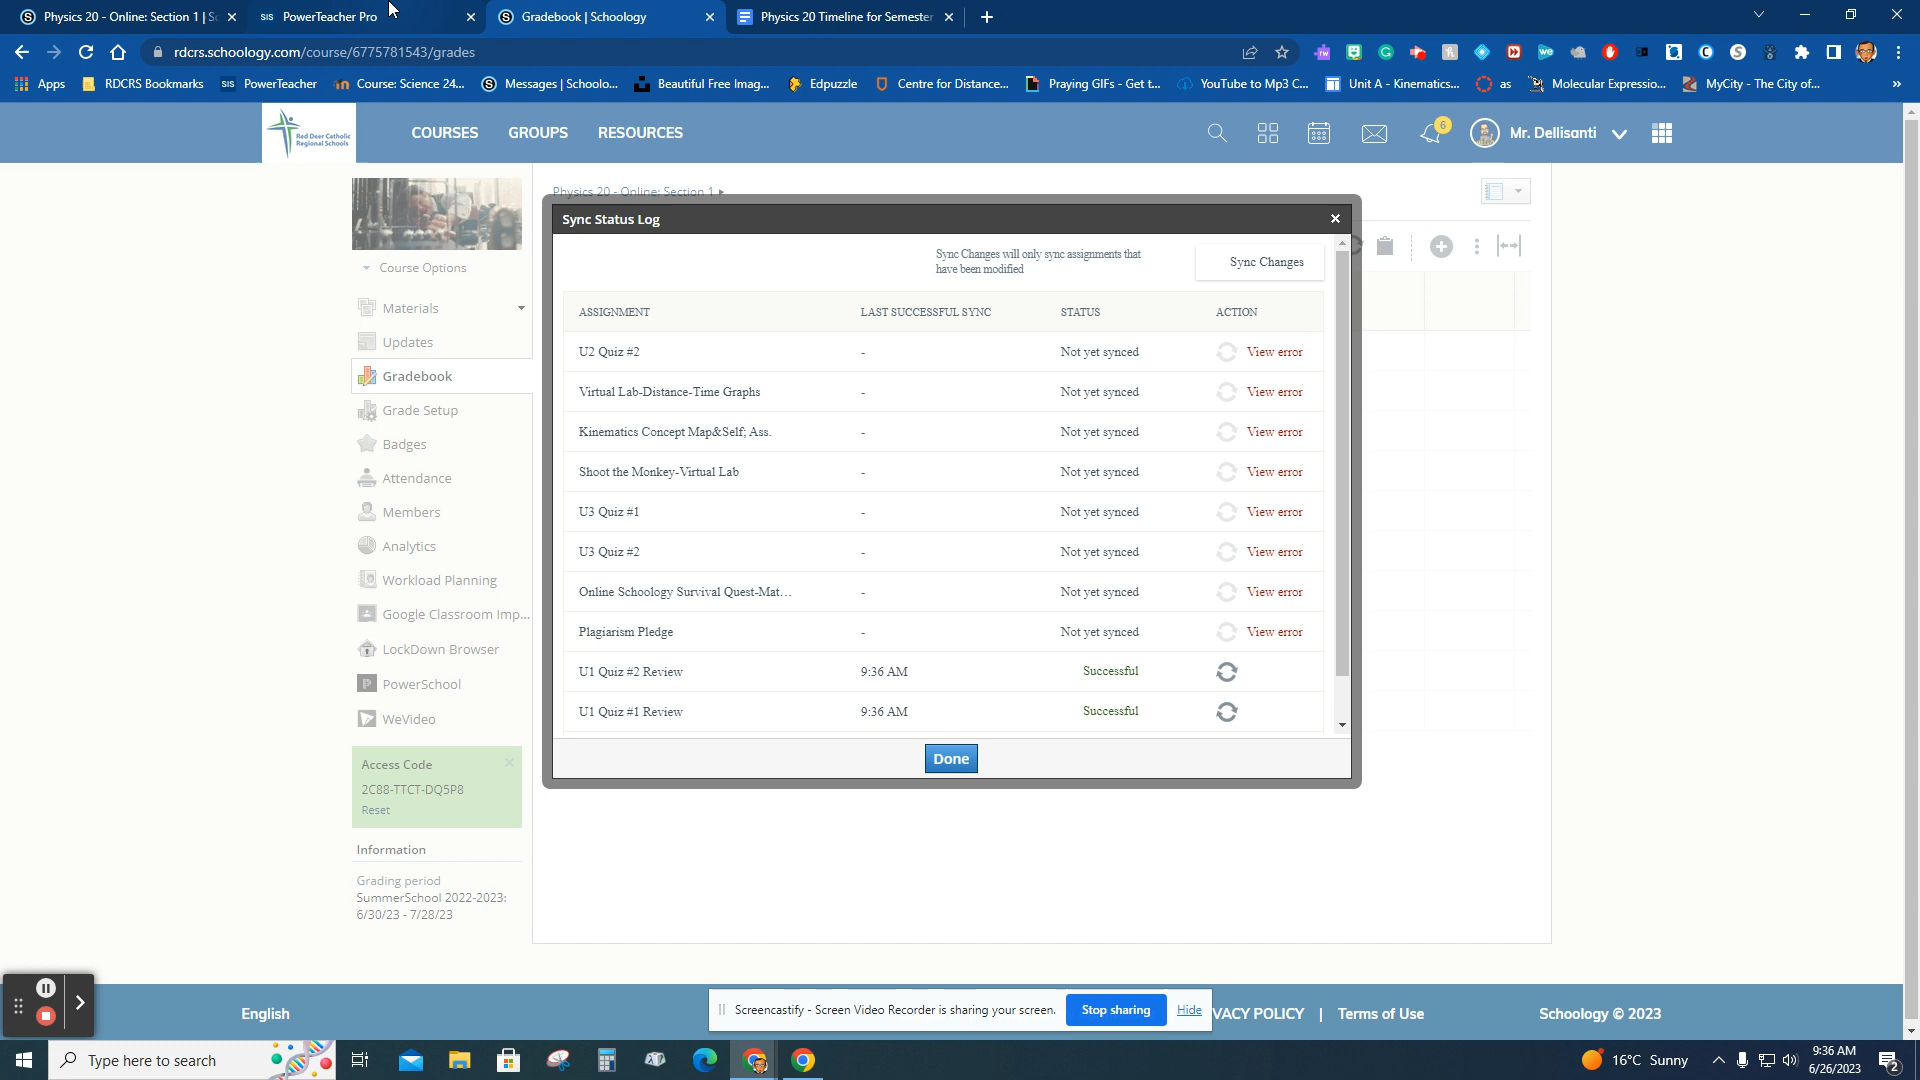 Physics 20 - Online: Section 1 | Sc
SIS PowerTeacher Pro
Gradebook | Schoology
Physics 20 Timeline for Semester
rdcrs.schoology.com/course/6775781543/grades
Apps
RDCRS Bookmarks
SIS PowerTeacher
Course: Science 24...
Messages | Schoolo...
Beautiful Free Imag...
Edpuzzle
Centre for Distance...
Praying GIFs - Get t...
YouTube to Mp3 C...
Unit A - Kinematics...
as
Molecular Expressio...
MyCity - The City of...
»
Red Deer Catholic
Regional Schools
COURSES
GROUPS
RESOURCES
6
Mr. Dellisanti
Physics 20 - Online: Section 1
Course Options
Materials
Updates
Gradebook
Grade Setup
Badges
Attendance
Members
Analytics
Workload Planning
Google Classroom Imp...
LockDown Browser
PowerSchool
WeVideo
Access Code
2C88-TTCT-DQ5P8
Reset
Information
Grading period
SummerSchool 2022-2023:
6/30/23 - 7/28/23
Sync Status Log
Sync Changes will only sync assignments that
have been modified
Sync Changes
ASSIGNMENT LAST SUCCESSFUL SYNC STATUS ACTION
U2 Quiz #2 - Not yet synced View error
Virtual Lab-Distance-Time Graphs - Not yet synced View error
Kinematics Concept Map&Self; Ass. - Not yet synced View error
Shoot the Monkey-Virtual Lab - Not yet synced View error
U3 Quiz #1 - Not yet synced View error
U3 Quiz #2 - Not yet synced View error
Online Schoology Survival Quest-Mat... - Not yet synced View error
Plagiarism Pledge - Not yet synced View error
U1 Quiz #2 Review 9:36 AM Successful
U1 Quiz #1 Review 9:36 AM Successful
Done
English
Screencastify - Screen Video Recorder is sharing your screen.
Stop sharing
Hide
VACY POLICY | Terms of Use
Schoology © 2023
Type here to search
16°C Sunny
9:36 AM
6/26/2023
2